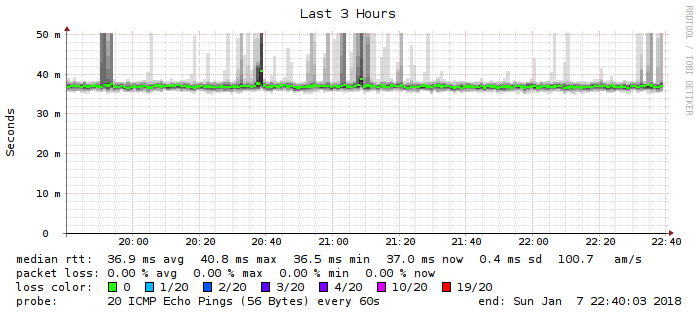 Last 3 Hours
RRDTOOL / TOBI OETIKER
Seconds
50 m
40 m
30 m
20 m
10 m
0
20:00 20:20 20:40 21:00 21:20 21:40 22:00 22:20 22:40
median rtt: 36.9 ms avg 40.8 ms max 36.5 ms min 37.0 ms now 0.4 ms sd 100.7 am/s
packet loss: 0.00 % avg 0.00 % max 0.00 % min 0.00 % now
loss color: 0 1/20 2/20 3/20 4/20 10/20 19/20
probe: 20 ICMP Echo Pings (56 Bytes) every 60s end: Sun Jan 7 22:40:03 2018